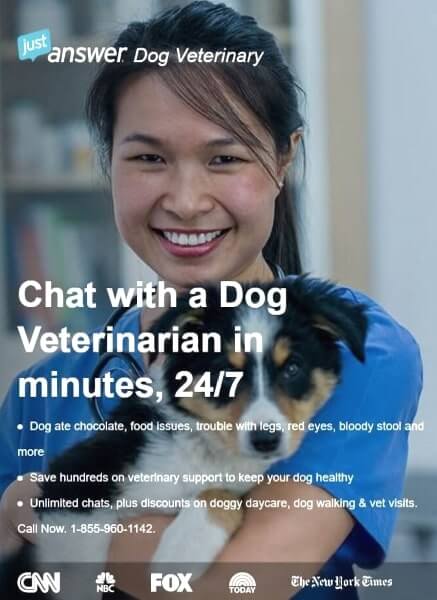 just answer Dog Veterinary
Chat with a Dog
Veterinarian in
minutes, 24/7
• Dog ate chocolate, food issues, trouble with legs, red eyes, bloody stool and
more
• Save hundreds on veterinary support to keep your dog healthy
• Unlimited chats, plus discounts on doggy daycare, dog walking & vet visits.
Call Now. 1-855-960-1142.
CNN NBC FOX TODAY The New York Times